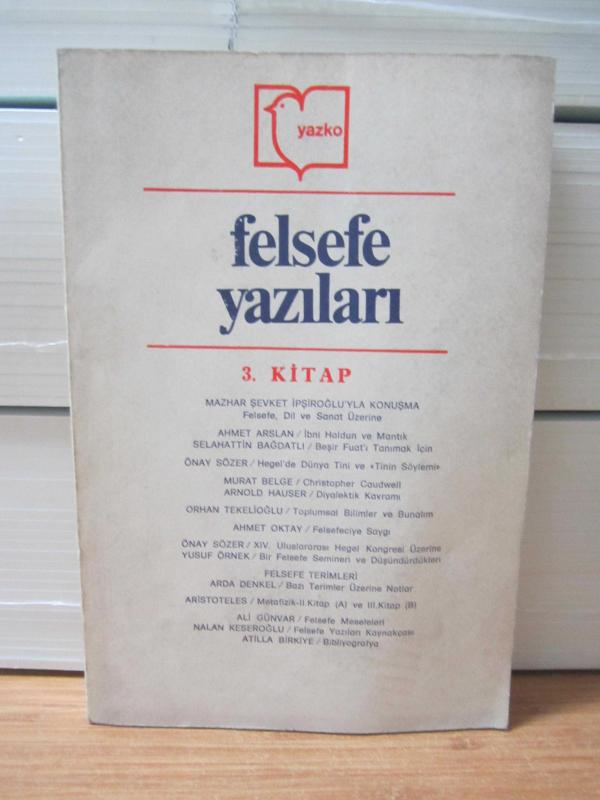 yazko
felsefe
yazıları
3. KİTAP
MAZHAR ŞEVKET İPŞİROĞLU'YLA KONUŞMA
Felsefe, Dil ve Sanat Üzerine
AHMET ARSLAN / İbni Haldun ve Mantık
SELAHATTİN BAĞDATLI / Beşir Fuat'ı Tanımak İçin
ÖNAY SÖZER / Hegel'de Dünya Tini ve «Tinin Söylemi»
MURAT BELGE / Christopher Caudwell
ARNOLD HAUSER / Diyalektik Kavramı
ORHAN TEKELİOĞLU / Toplumsal Bilimler ve Bunalım
AHMET OKTAY / Felsefeciye Saygı
ÖNAY SÖZER / XIV. Uluslararası Hegel Kongresi Üzerine
YUSUF ÖRNEK / Bir Felsefe Semineri ve Düşündürdükleri
FELSEFE TERİMLERİ
ARDA DENKEL / Bazı Terimler Üzerine Notlar
ARİSTOTELES / Metafizik-II.Kitap (A) ve III.Kitap (B)
ALİ GÜNVAR / Felsefe Meseleleri
NALAN KESEROĞLU / Felsefe Yazıları Kaynakçası
ATİLLA BİRKİYE / Bibliyografya